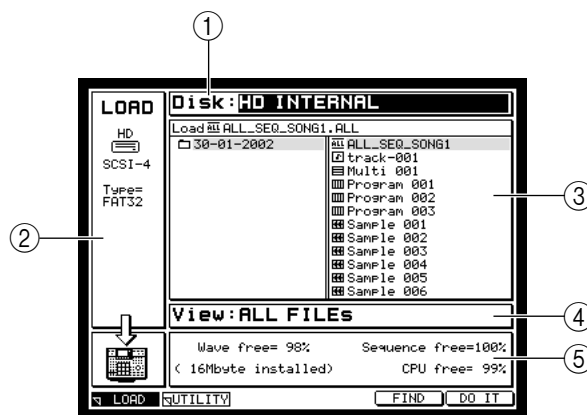 ①
LOAD
Disk:HD INTERNAL
HD
SCSI-4
Type=
FAT32
Load ALL ALL_SEQ_SONG1.ALL
30-01-2002
ALL ALL_SEQ_SONG1
track-001
Multi 001
Program 001
Program 002
Program 003
Sample 001
Sample 002
Sample 003
Sample 004
Sample 005
Sample 006
②
③
View:ALL FILEs
④
Wave free= 98% Sequence free=100%
( 16Mbyte installed) CPU free= 99%
⑤
LOAD UTILITY FIND DO IT